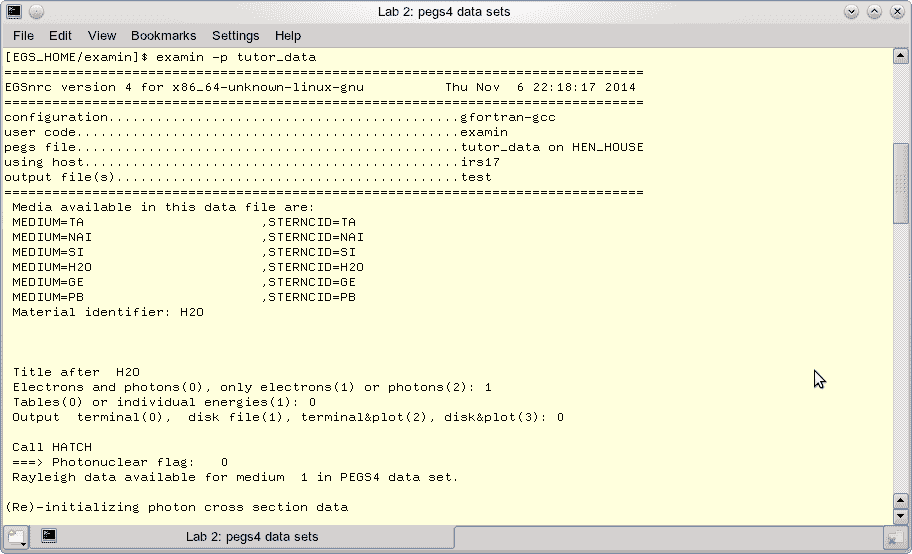 Lab 2: pegs4 data sets
File Edit View Bookmarks Settings Help
[EGS_HOME/examin]$ examin -p tutor_data
================================================================================
EGSnrc version 4 for x86_64-unknown-linux-gnu Thu Nov 6 22:18:17 2014
================================================================================
configuration............................................gfortran-gcc
user code................................................examin
pegs file................................................tutor_data on HEN_HOUSE
using host...............................................irs17
output file(s)...........................................test
================================================================================
Media available in this data file are:
MEDIUM=TA ,STERNCID=TA
MEDIUM=NAI ,STERNCID=NAI
MEDIUM=SI ,STERNCID=SI
MEDIUM=H2O ,STERNCID=H2O
MEDIUM=GE ,STERNCID=GE
MEDIUM=PB ,STERNCID=PB
Material identifier: H2O
Title after H2O
Electrons and photons(0), only electrons(1) or photons(2): 1
Tables(0) or individual energies(1): 0
Output terminal(0), disk file(1), terminal&plot(2), disk&plot(3): 0
Call HATCH
===> Photonuclear flag: 0
Rayleigh data available for medium 1 in PEGS4 data set.
(Re)-initializing photon cross section data
Lab 2: pegs4 data sets